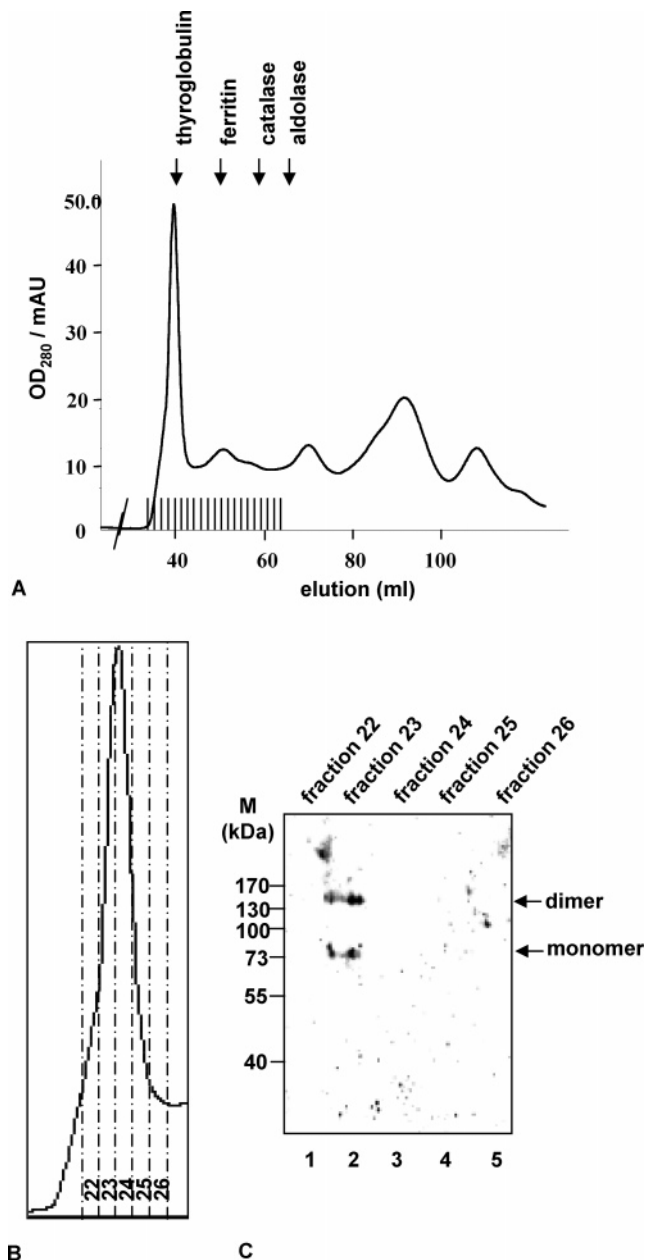 thyroglobulin
ferritin
catalase
aldolase
50.0
40
30
20
10
0
OD280 / mAU
40 60 80 100
elution (ml)
A
22 23 24 25 26
B
fraction 22
fraction 23
fraction 24
fraction 25
fraction 26
M
(kDa)
170
130
100
73
55
40
dimer
monomer
1 2 3 4 5
C